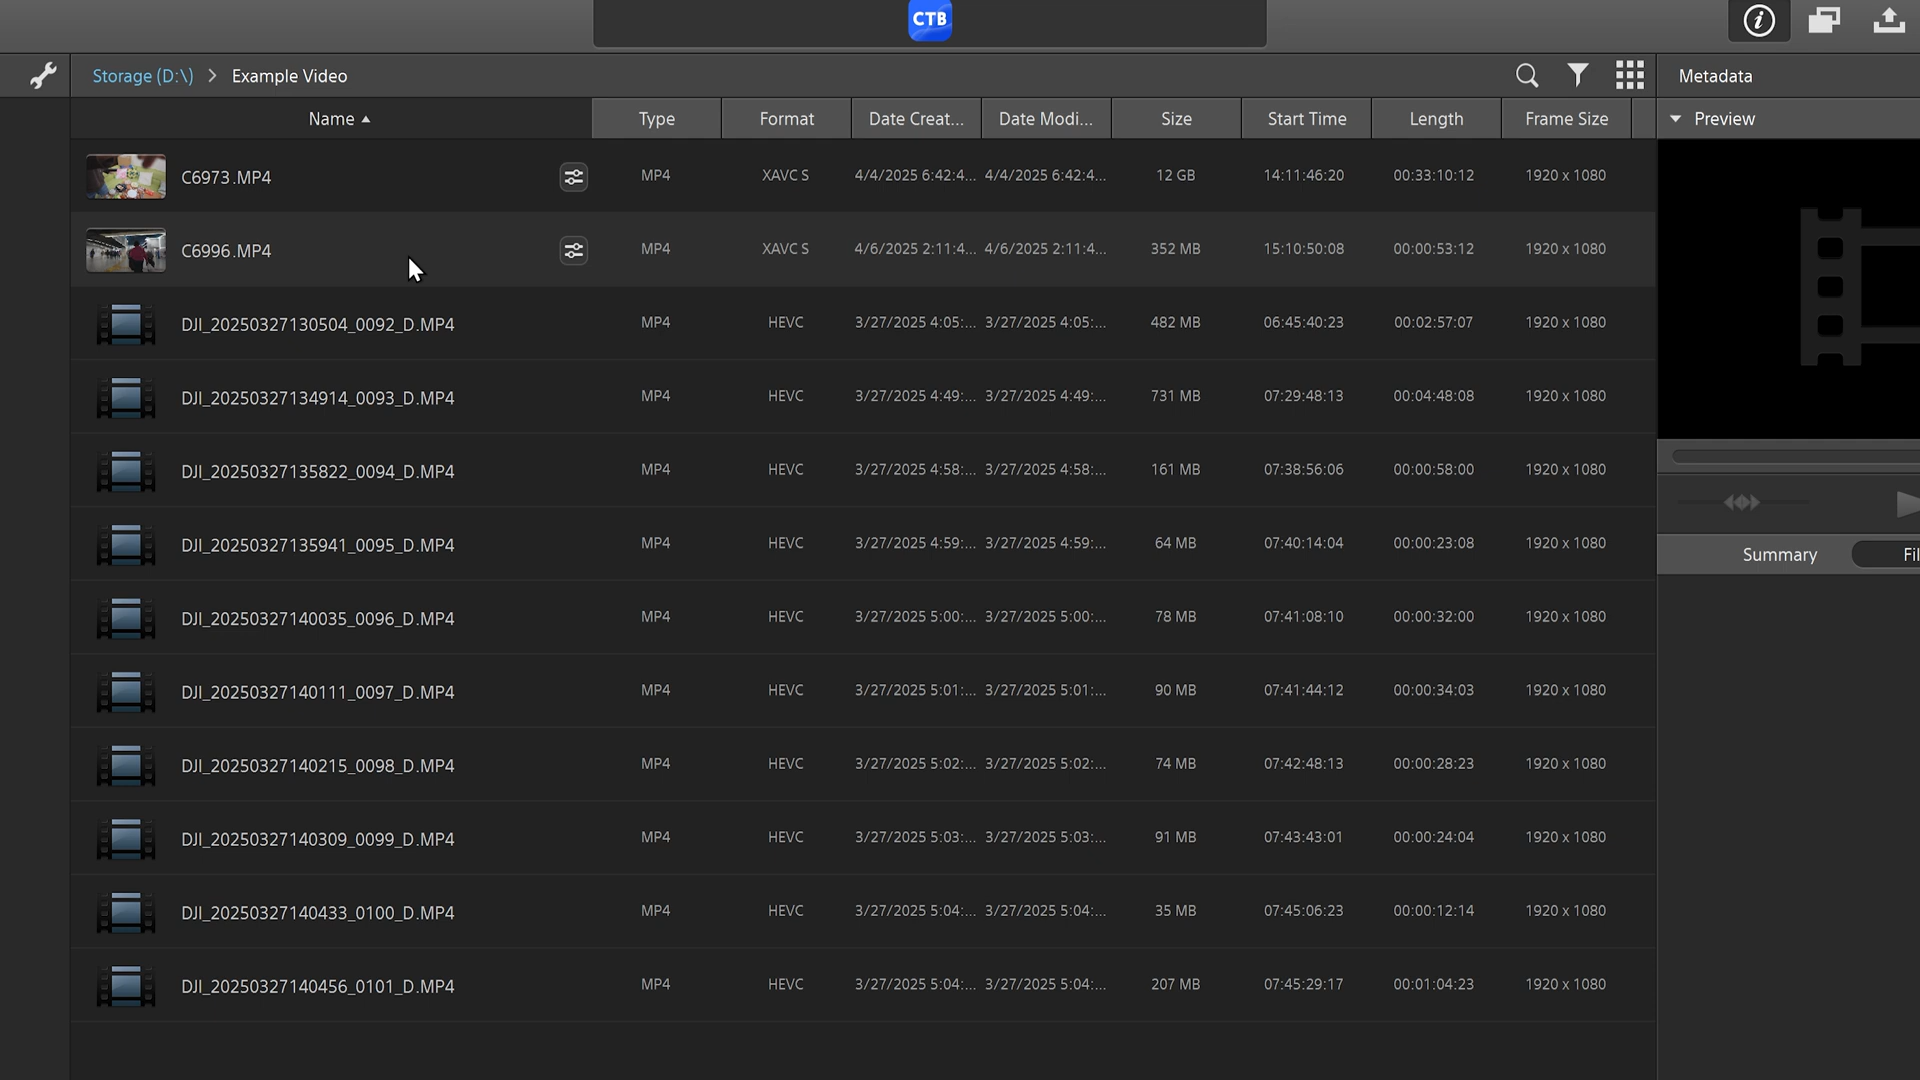 CTB
Storage (D:\) > Example Video
Metadata
Name Type Format Date Creat... Date Modi... Size Start Time Length Frame Size
Preview
C6973.MP4 MP4 XAVC S 4/4/2025 6:42:4... 4/4/2025 6:42:4... 12 GB 14:11:46:20 00:33:10:12 1920 x 1080
C6996.MP4 MP4 XAVC S 4/6/2025 2:11:4... 4/6/2025 2:11:4... 352 MB 15:10:50:08 00:00:53:12 1920 x 1080
DJI_20250327130504_0092_D.MP4 MP4 HEVC 3/27/2025 4:05:... 3/27/2025 4:05:... 482 MB 06:45:40:23 00:02:57:07 1920 x 1080
DJI_20250327134914_0093_D.MP4 MP4 HEVC 3/27/2025 4:49:... 3/27/2025 4:49:... 731 MB 07:29:48:13 00:04:48:08 1920 x 1080
DJI_20250327135822_0094_D.MP4 MP4 HEVC 3/27/2025 4:58:... 3/27/2025 4:58:... 161 MB 07:38:56:06 00:00:58:00 1920 x 1080
DJI_20250327135941_0095_D.MP4 MP4 HEVC 3/27/2025 4:59:... 3/27/2025 4:59:... 64 MB 07:40:14:04 00:00:23:08 1920 x 1080
Summary Fil
DJI_20250327140035_0096_D.MP4 MP4 HEVC 3/27/2025 5:00:... 3/27/2025 5:00:... 78 MB 07:41:08:10 00:00:32:00 1920 x 1080
DJI_20250327140111_0097_D.MP4 MP4 HEVC 3/27/2025 5:01:... 3/27/2025 5:01:... 90 MB 07:41:44:12 00:00:34:03 1920 x 1080
DJI_20250327140215_0098_D.MP4 MP4 HEVC 3/27/2025 5:02:... 3/27/2025 5:02:... 74 MB 07:42:48:13 00:00:28:23 1920 x 1080
DJI_20250327140309_0099_D.MP4 MP4 HEVC 3/27/2025 5:03:... 3/27/2025 5:03:... 91 MB 07:43:43:01 00:00:24:04 1920 x 1080
DJI_20250327140433_0100_D.MP4 MP4 HEVC 3/27/2025 5:04:... 3/27/2025 5:04:... 35 MB 07:45:06:23 00:00:12:14 1920 x 1080
DJI_20250327140456_0101_D.MP4 MP4 HEVC 3/27/2025 5:04:... 3/27/2025 5:04:... 207 MB 07:45:29:17 00:01:04:23 1920 x 1080